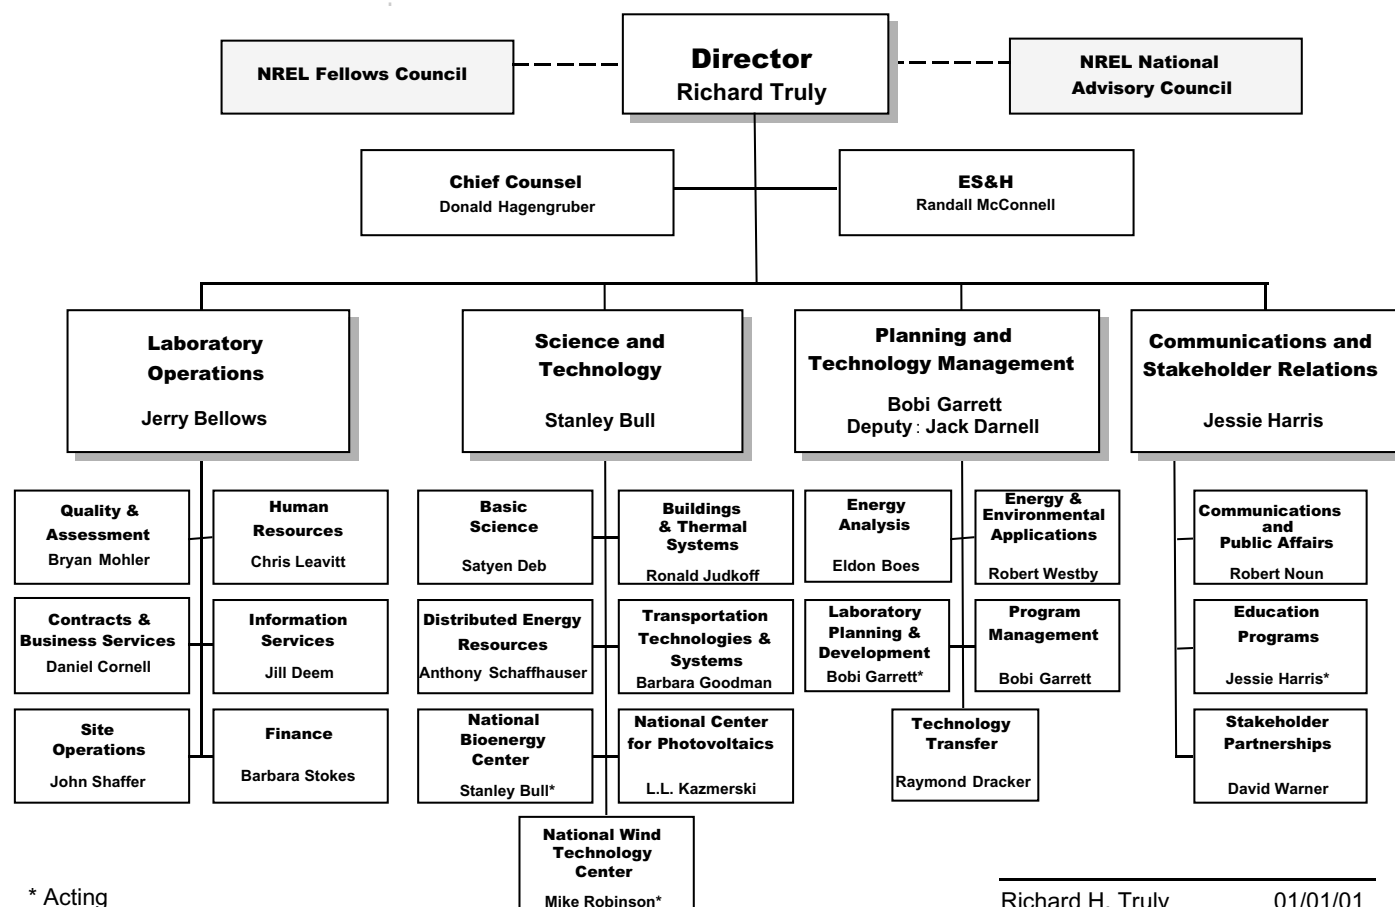 Director
Richard Truly
NREL Fellows Council
NREL National
Advisory Council
Chief Counsel
Donald Hagengruber
ES&H
Randall McConnell
Laboratory
Operations
Jerry Bellows
Science and
Technology
Stanley Bull
Planning and
Technology Management
Bobi Garrett
Deputy: Jack Darnell
Communications and
Stakeholder Relations
Jessie Harris
Quality &
Assessment
Bryan Mohler
Human
Resources
Chris Leavitt
Contracts &
Business Services
Daniel Cornell
Information
Services
Jill Deem
Site
Operations
John Shaffer
Finance
Barbara Stokes
Basic
Science
Satyen Deb
Buildings
& Thermal
Systems
Ronald Judkoff
Distributed Energy
Resources
Anthony Schaffhauser
Transportation
Technologies &
Systems
Barbara Goodman
National
Bioenergy
Center
Stanley Bull*
National Center
for Photovoltaics
L.L. Kazmerski
National Wind
Technology
Center
Mike Robinson*
Energy
Analysis
Eldon Boes
Energy &
Environmental
Applications
Robert Westby
Laboratory
Planning &
Development
Bobi Garrett*
Program
Management
Bobi Garrett
Technology
Transfer
Raymond Dracker
Communications
and
Public Affairs
Robert Noun
Education
Programs
Jessie Harris*
Stakeholder
Partnerships
David Warner
* Acting
Richard H. Truly 01/01/01